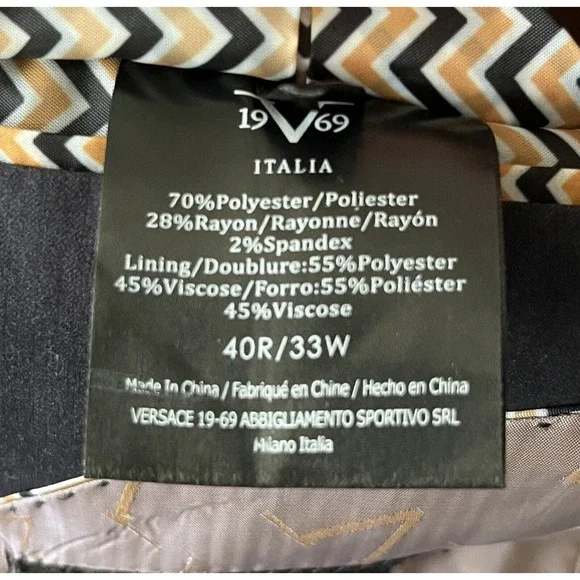 19 V 69
ITALIA
70%Polyester/Poliester
28%Rayon/Rayonne/Rayón
2%Spandex
Lining/Doublure:55%Polyester
45%Viscose/Forro:55%Poliéster
45%Viscose
40R/33W
Made In China / Fabriqué en Chine / Hecho en China
VERSACE 19-69 ABBIGLIAMENTO SPORTIVO SRL
Milano Italia